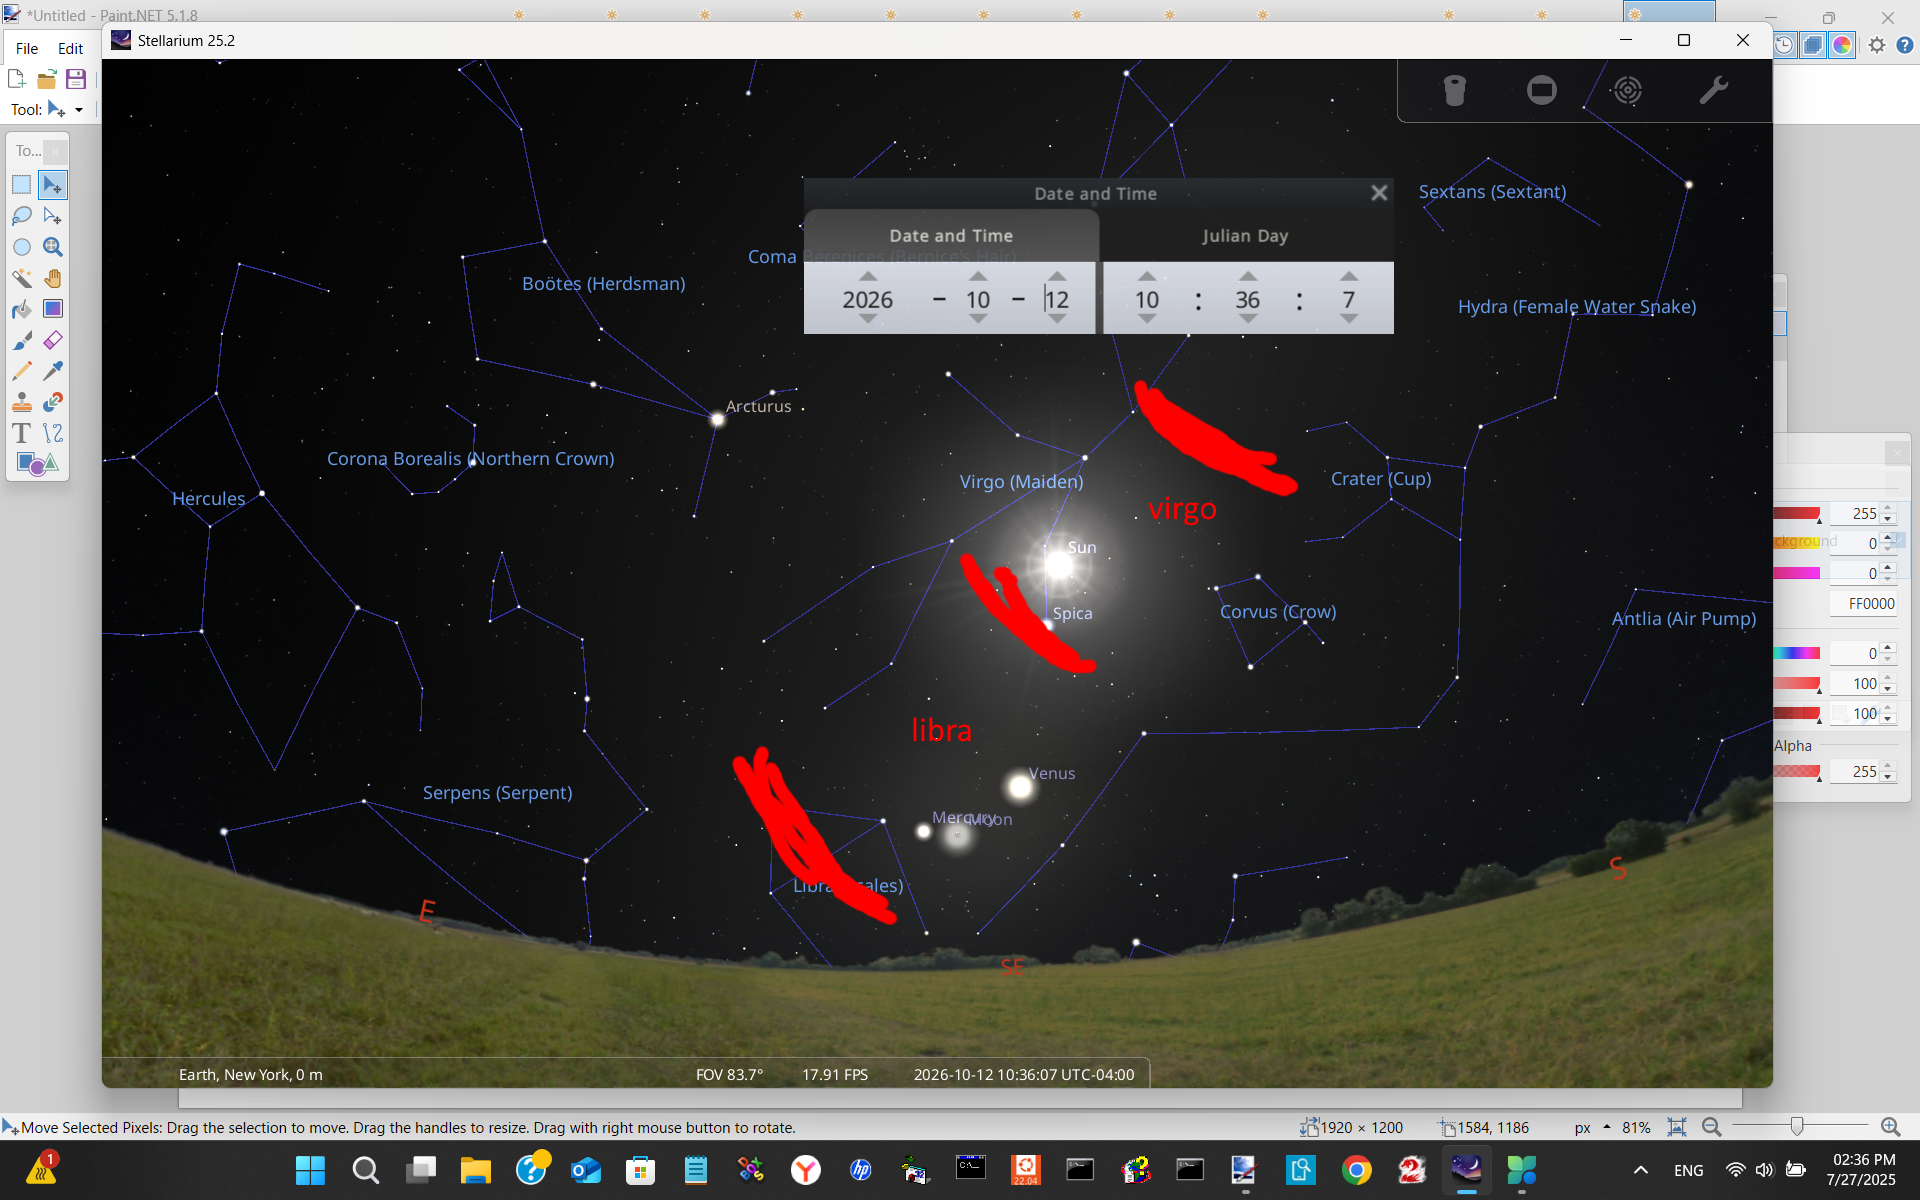 *Untitled - Paint.NET 5.1.8
File Edit
Tool:
To...
Stellarium 25.2
Date and Time
Date and Time
Julian Day
2026 - 10 - 12
10 : 36 : 7
Sextans (Sextant)
Coma Berenices (Bernice's Hair)
Boötes (Herdsman)
Hydra (Female Water Snake)
Arcturus
Corona Borealis (Northern Crown)
Hercules
Virgo (Maiden)
Crater (Cup)
virgo
Sun
Spica
Corvus (Crow)
Antlia (Air Pump)
libra
Venus
Mercury
Moon
Serpens (Serpent)
Libra (Scales)
E
SE
S
255
0
0
FF0000
0
100
100
Alpha
255
Earth, New York, 0 m
FOV 83.7°
17.91 FPS
2026-10-12 10:36:07 UTC-04:00
Move Selected Pixels: Drag the selection to move. Drag the handles to resize. Drag with right mouse button to rotate.
1920 × 1200
1584, 1186
px
81%
1
22.04
ENG
02:36 PM
7/27/2025